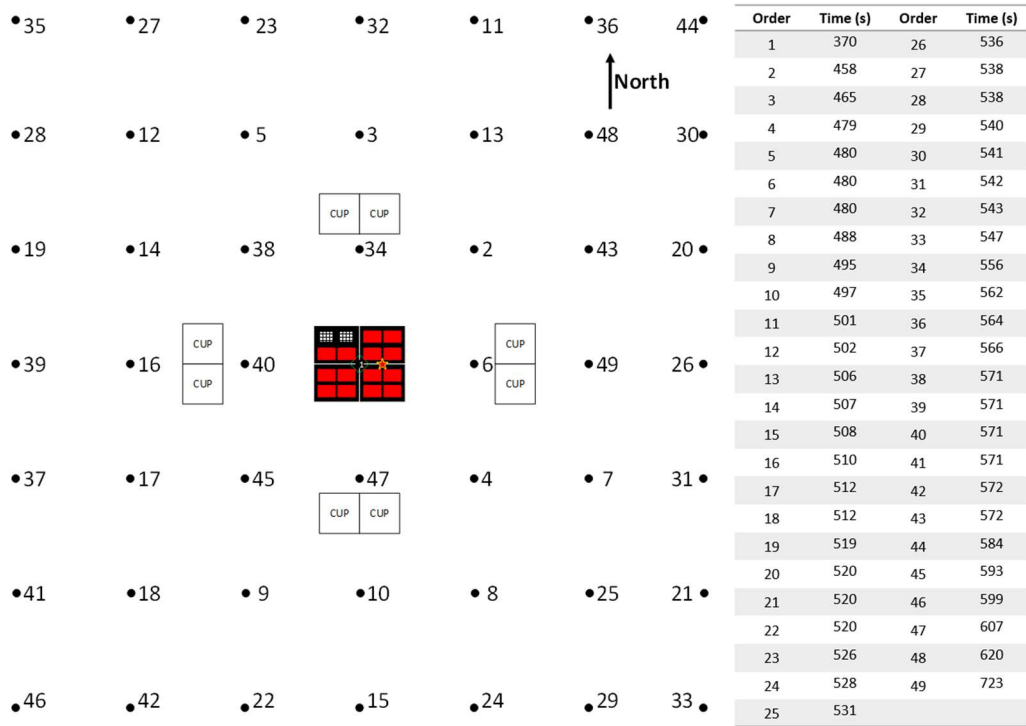 35 27 23 32 11 36 44
North
28 12 5 3 13 48 30
CUP CUP
19 14 38 34 2 43 20
CUP CUP
39 16 40 1 6 49 26
CUP CUP
37 17 45 47 4 7 31
CUP CUP
41 18 9 10 8 25 21
46 42 22 15 24 29 33
Order Time (s) Order Time (s)
1 370 26 536
2 458 27 538
3 465 28 538
4 479 29 540
5 480 30 541
6 480 31 542
7 480 32 543
8 488 33 547
9 495 34 556
10 497 35 562
11 501 36 564
12 502 37 566
13 506 38 571
14 507 39 571
15 508 40 571
16 510 41 571
17 512 42 572
18 512 43 572
19 519 44 584
20 520 45 593
21 520 46 599
22 520 47 607
23 526 48 620
24 528 49 723
25 531